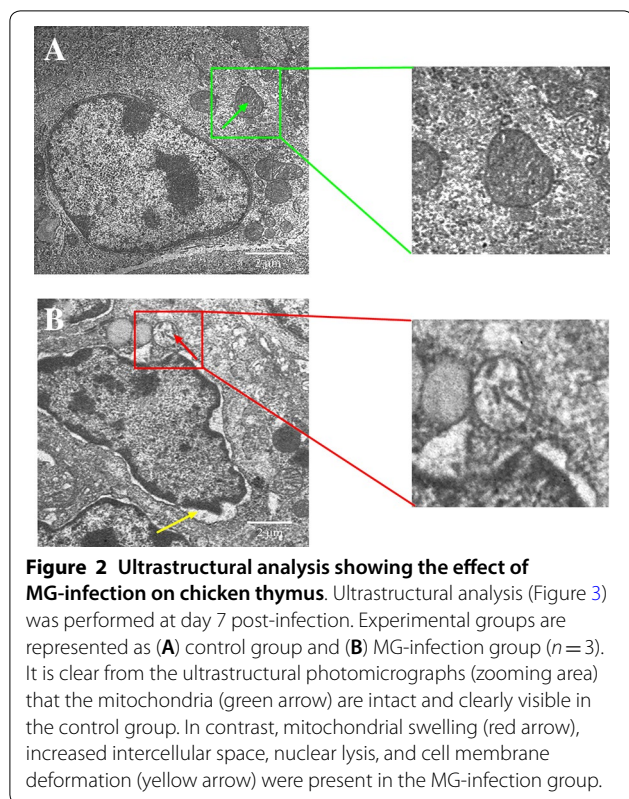 A
2 µm
B
2 µm
Figure 2 Ultrastructural analysis showing the effect of
MG-infection on chicken thymus. Ultrastructural analysis (Figure 3)
was performed at day 7 post-infection. Experimental groups are
represented as (A) control group and (B) MG-infection group (n = 3).
It is clear from the ultrastructural photomicrographs (zooming area)
that the mitochondria (green arrow) are intact and clearly visible in
the control group. In contrast, mitochondrial swelling (red arrow),
increased intercellular space, nuclear lysis, and cell membrane
deformation (yellow arrow) were present in the MG-infection group.